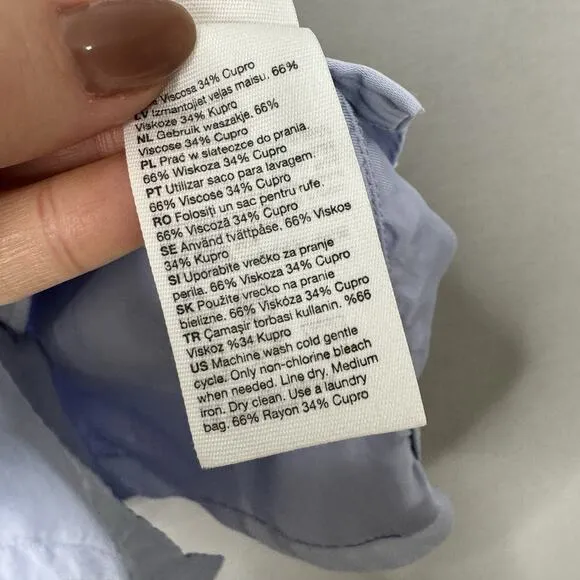 Viscosa 34% Cupro
LV Izmantojiet veļas maisu. 66%
Viskoze 34% Kupro
NL Gebruik waszakje. 66%
Viscose 34% Cupro
PL Prać w siateczce do prania.
66% Wiskoza 34% Cupro
PT Utilizar saco para lavagem.
66% Viscose 34% Cupro
RO Folosiți un sac pentru rufe.
66% Viscoză 34% Cupro
SE Använd tvättpåse. 66% Viskos
34% Kupro
SI Uporabite vrečko za pranje
perila. 66% Viskoza 34% Cupro
SK Použite vrecko na pranie
bielizne. 66% Viskóza 34% Cupro
TR Çamaşir torbasi kullanin. %66
Viskoz %34 Kupro
US Machine wash cold gentle
cycle. Only non-chlorine bleach
when needed. Line dry. Medium
iron. Dry clean. Use a laundry
bag. 66% Rayon 34% Cupro